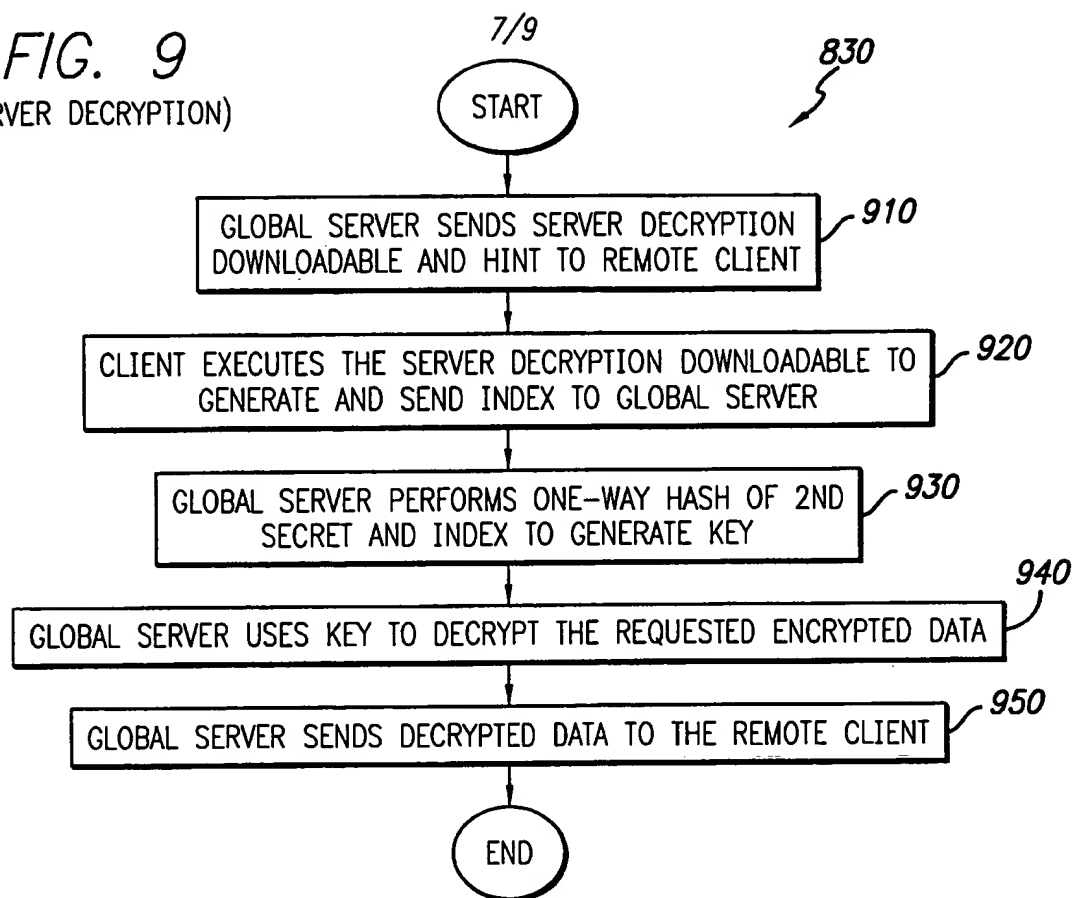 FIG. 9
7/9
830
RVER DECRYPTION)
START
GLOBAL SERVER SENDS SERVER DECRYPTION
DOWNLOADABLE AND HINT TO REMOTE CLIENT
910
CLIENT EXECUTES THE SERVER DECRYPTION DOWNLOADABLE TO
GENERATE AND SEND INDEX TO GLOBAL SERVER
920
GLOBAL SERVER PERFORMS ONE-WAY HASH OF 2ND
SECRET AND INDEX TO GENERATE KEY
930
GLOBAL SERVER USES KEY TO DECRYPT THE REQUESTED ENCRYPTED DATA
940
GLOBAL SERVER SENDS DECRYPTED DATA TO THE REMOTE CLIENT
950
END